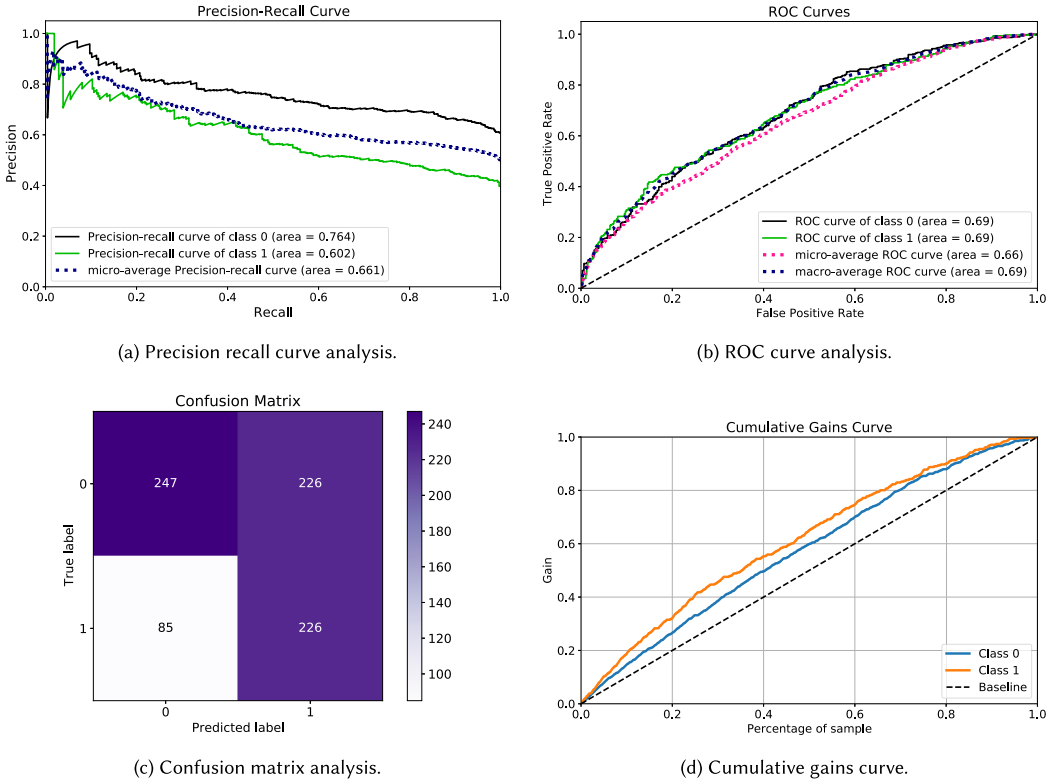 Precision-Recall Curve
1.0
0.8
0.6
0.4
0.2
0.0
Precision
Precision-recall curve of class 0 (area = 0.764)
Precision-recall curve of class 1 (area = 0.602)
micro-average Precision-recall curve (area = 0.661)
0.0 0.2 0.4 0.6 0.8 1.0
Recall
(a) Precision recall curve analysis.
ROC Curves
1.0
0.8
0.6
0.4
0.2
0.0
True Positive Rate
ROC curve of class 0 (area = 0.69)
ROC curve of class 1 (area = 0.69)
micro-average ROC curve (area = 0.66)
macro-average ROC curve (area = 0.69)
0.0 0.2 0.4 0.6 0.8 1.0
False Positive Rate
(b) ROC curve analysis.
Confusion Matrix
True label
0 247 226
1 85 226
0 1
Predicted label
240
220
200
180
160
140
120
100
(c) Confusion matrix analysis.
Cumulative Gains Curve
1.0
0.8
0.6
0.4
0.2
0.0
Gain
Class 0
Class 1
Baseline
0.0 0.2 0.4 0.6 0.8 1.0
Percentage of sample
(d) Cumulative gains curve.